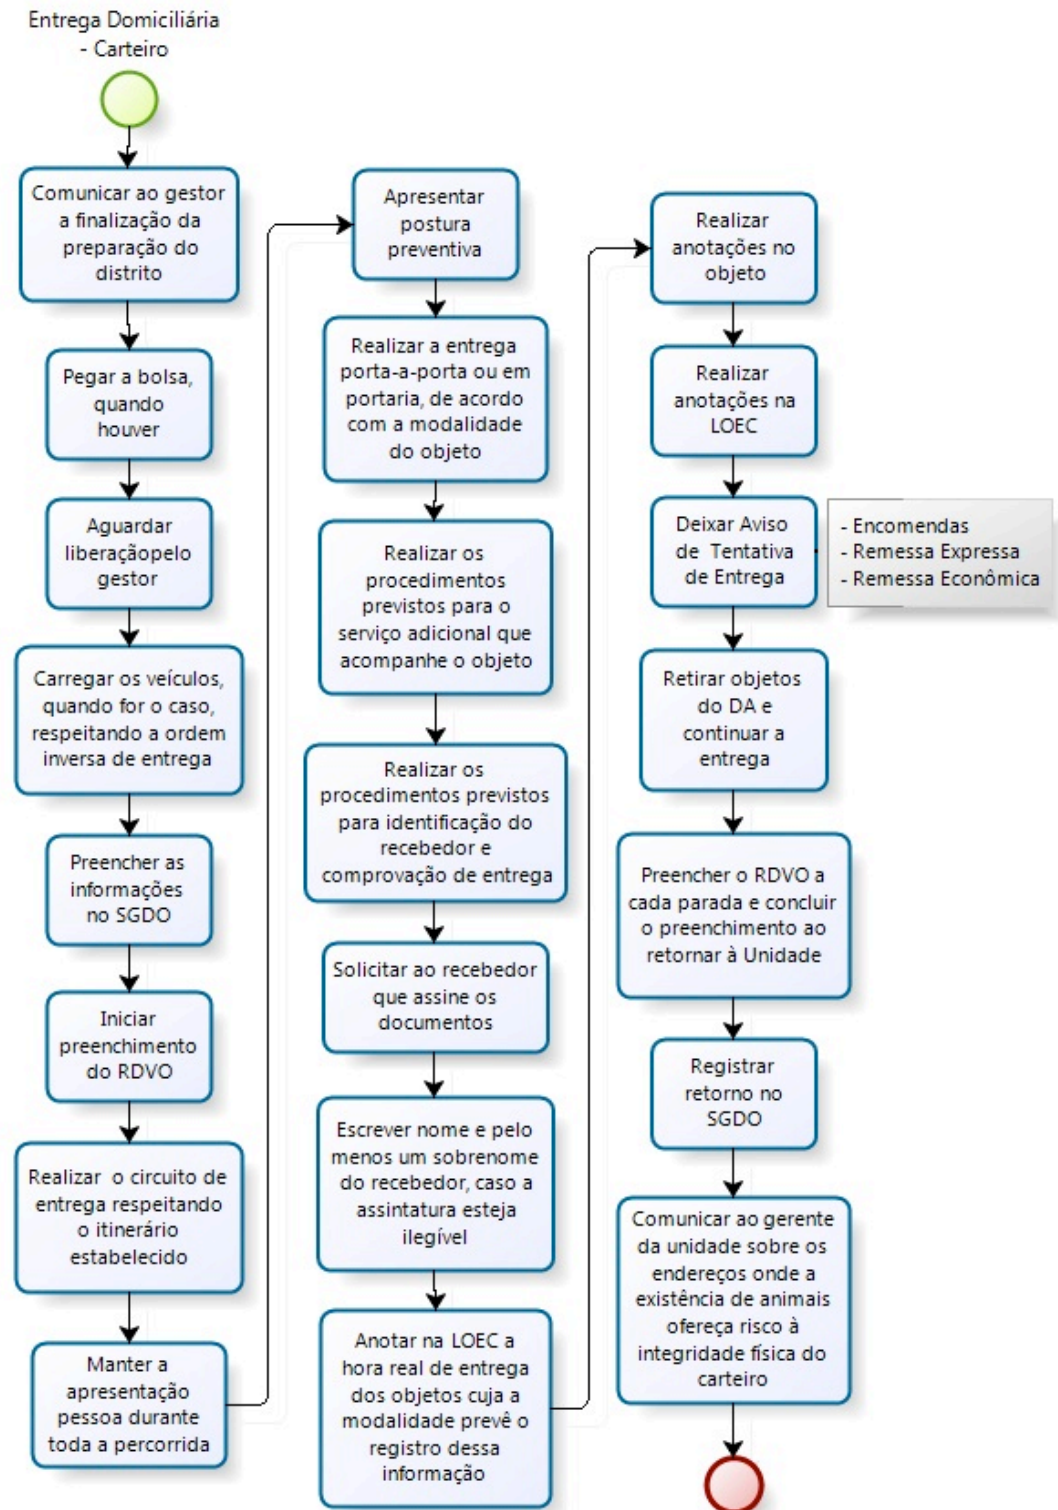 Entrega Domiciliária
- Carteiro
Comunicar ao gestor
a finalização da
preparação do
distrito
Pegar a bolsa,
quando
houver
Aguardar
liberaçãopelo
gestor
Carregar os veículos,
quando for o caso,
respeitando a ordem
inversa de entrega
Preencher as
informações
no SGDO
Iniciar
preenchimento
do RDVO
Realizar o circuito de
entrega respeitando
o itinerário
estabelecido
Manter a
apresentação
pessoa durante
toda a percorrida
Apresentar
postura
preventiva
Realizar a entrega
porta-a-porta ou em
portaria, de acordo
com a modalidade
do objeto
Realizar os
procedimentos
previstos para o
serviço adicional que
acompanhe o objeto
Realizar os
procedimentos previstos
para identificação do
recebedor e
comprovação de entrega
Solicitar ao recebedor
que assine os
documentos
Escrever nome e pelo
menos um sobrenome
do recebedor, caso a
assintatura esteja
ilegível
Anotar na LOEC a
hora real de entrega
dos objetos cuja a
modalidade prevê o
registro dessa
informação
Realizar
anotações no
objeto
Realizar
anotações na
LOEC
Deixar Aviso
de Tentativa
de Entrega
- Encomendas
- Remessa Expressa
- Remessa Econômica
Retirar objetos
do DA e
continuar a
entrega
Preencher o RDVO a
cada parada e concluir
o preenchimento ao
retornar à Unidade
Registrar
retorno no
SGDO
Comunicar ao gerente
da unidade sobre os
endereços onde a
existência de animais
ofereça risco à
integridade física do
carteiro